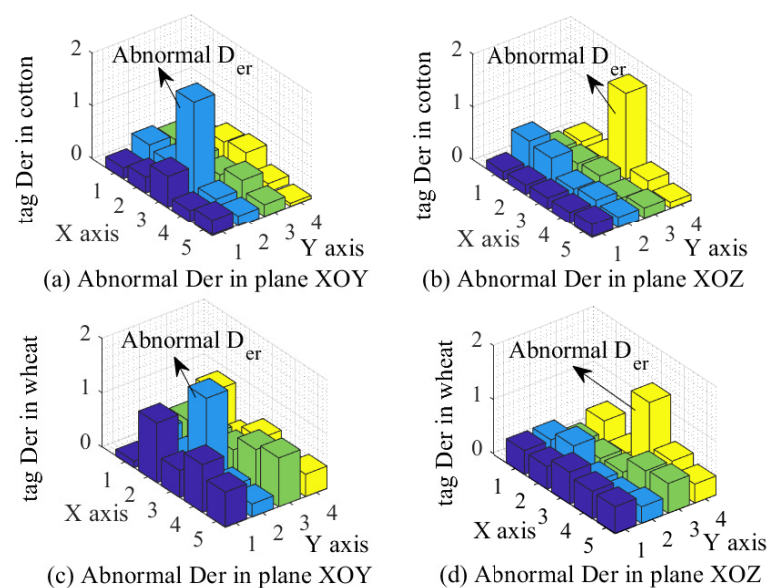 Abnormal D er
tag Der in cotton
2
1
0
1
2
3
4
5
X axis
1
2
3
4
Y axis
(a) Abnormal Der in plane XOY
Abnormal D er
tag Der in cotton
2
1
0
1
2
3
4
5
X axis
1
2
3
4
Y axis
(b) Abnormal Der in plane XOZ
Abnormal D er
tag Der in wheat
2
1
0
1
2
3
4
5
X axis
1
2
3
4
Y axis
(c) Abnormal Der in plane XOY
Abnormal D er
tag Der in wheat
2
1
0
1
2
3
4
5
X axis
1
2
3
4
Y axis
(d) Abnormal Der in plane XOZ